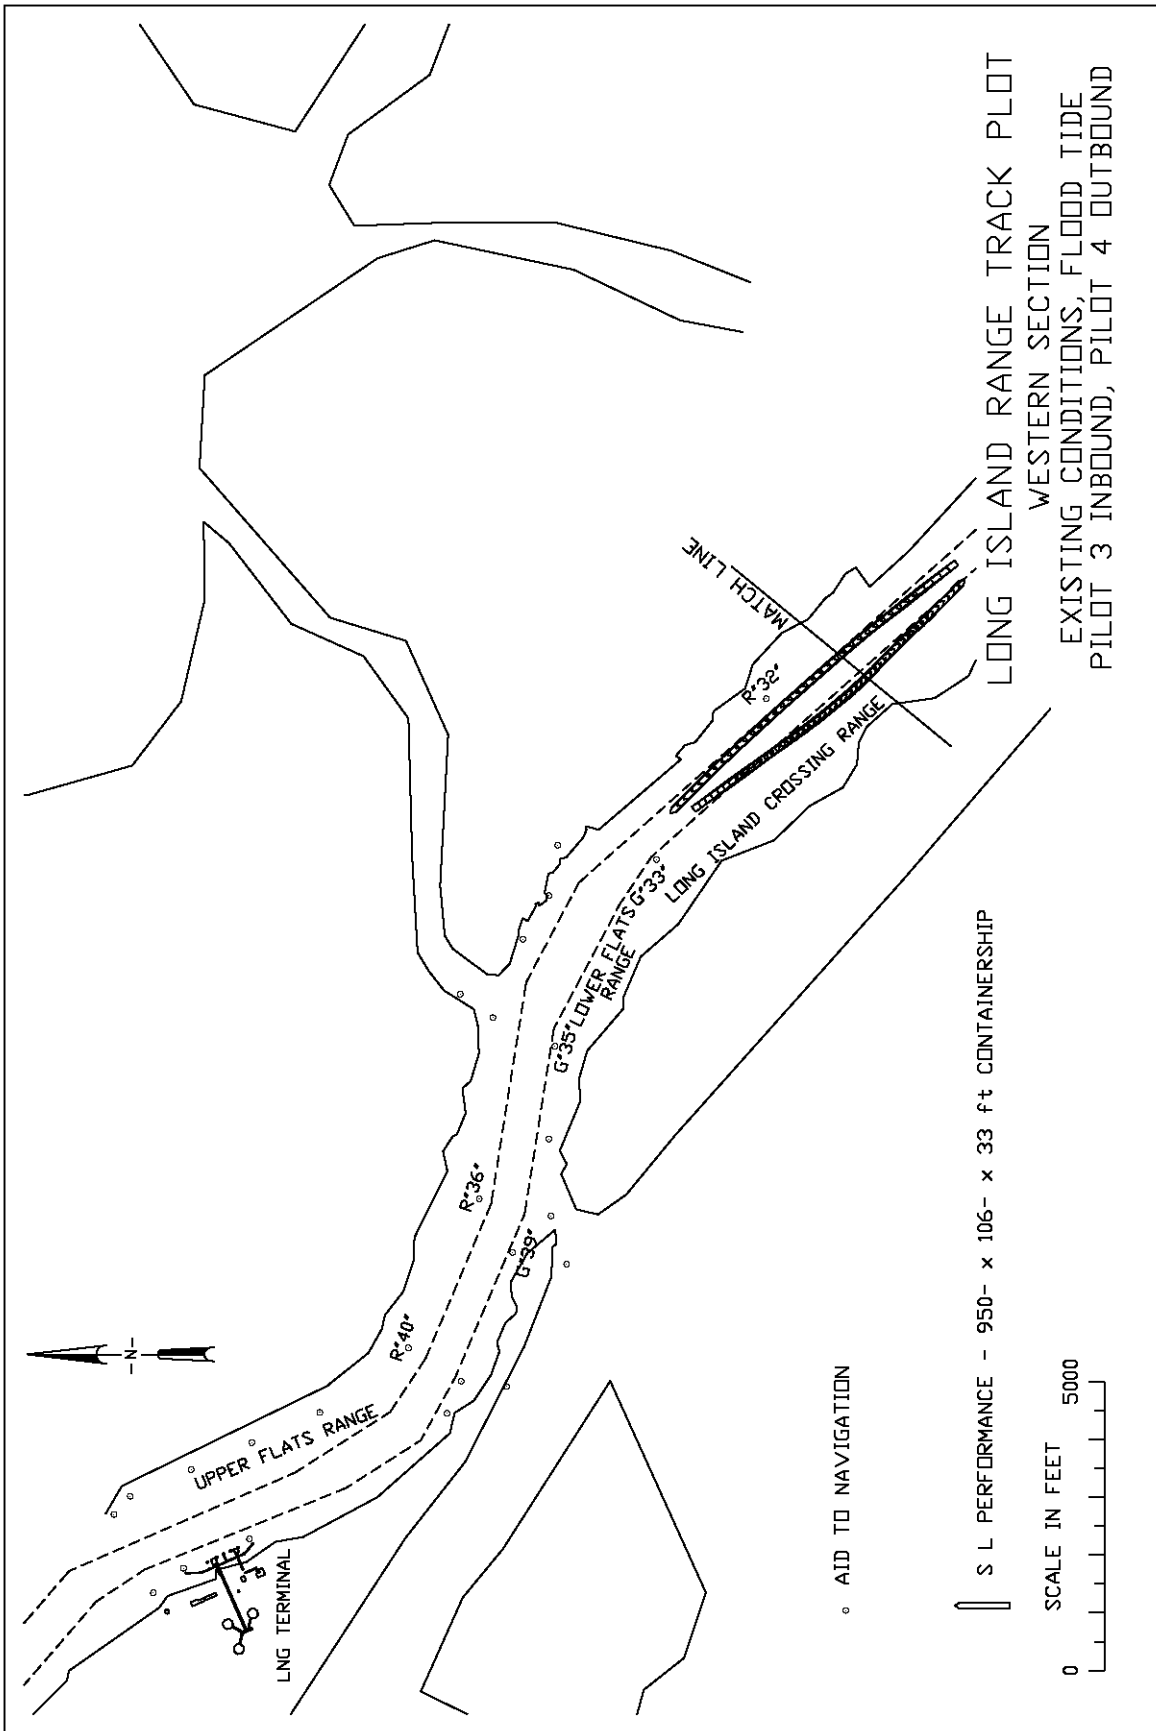 -N-
UPPER FLATS RANGE
LNG TERMINAL
R"40"
G"39"
R"36"
G"35"
LOWER FLATS
RANGE
G"33"
LONG ISLAND CROSSING RANGE
R"32"
MATCH LINE
AID TO NAVIGATION
S L PERFORMANCE - 950- x 106- x 33 ft CONTAINERSHIP
SCALE IN FEET
0 5000
LONG ISLAND RANGE TRACK PLOT
WESTERN SECTION
EXISTING CONDITIONS, FLOOD TIDE
PILOT 3 INBOUND, PILOT 4 OUTBOUND